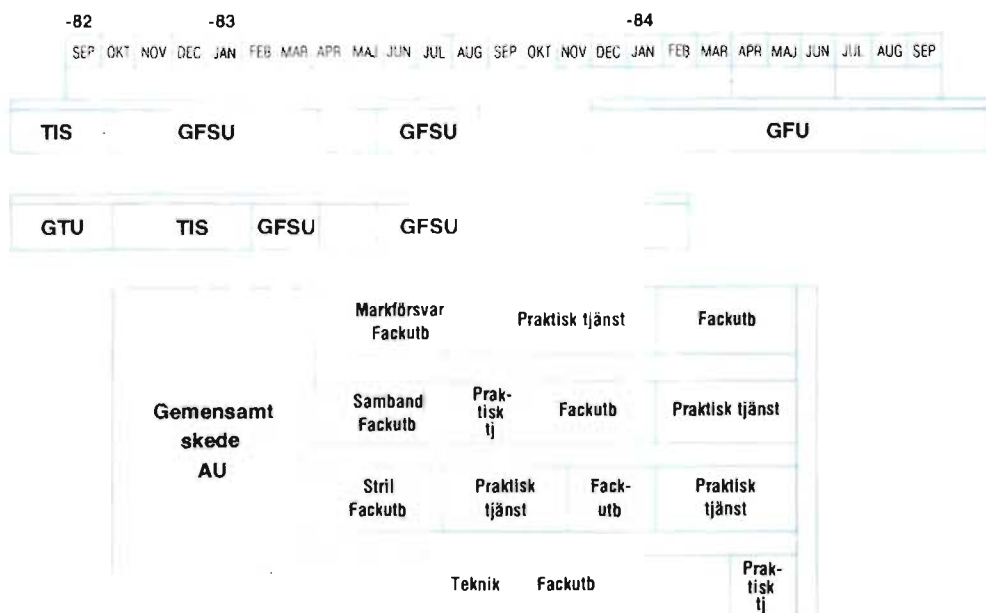 -82 -83 -84
SEP OKT NOV DEC JAN FEB MAR APR MAJ JUN JUL AUG SEP OKT NOV DEC JAN FEB MAR APR MAJ JUN JUL AUG SEP
TIS GFSU GFSU GFU
GTU TIS GFSU GFSU
Gemensamt
skede
AU
Markförsvar
Fackutb
Praktisk tjänst
Fackutb
Samband
Fackutb
Prak-
tisk
tj
Fackutb
Praktisk tjänst
Stril
Fackutb
Praktisk
tjänst
Fack-
utb
Praktisk
tjänst
Teknik Fackutb
Prak-
tisk
tj